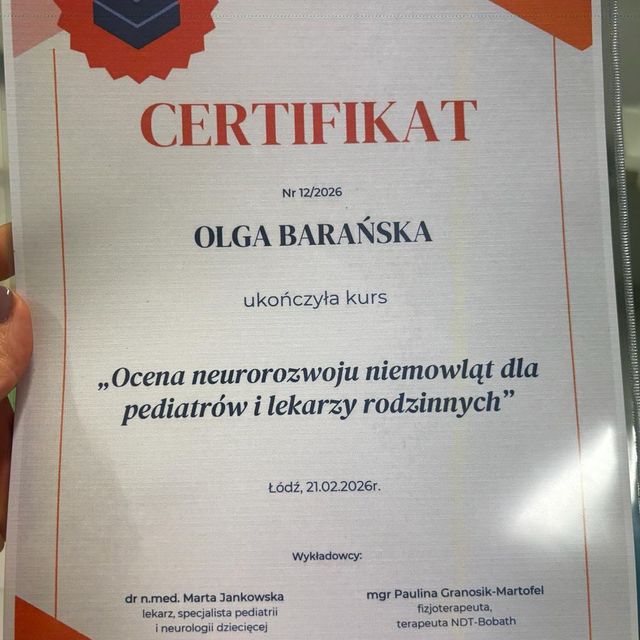 CERTIFIKAT
Nr 12/2026
OLGA BARAŃSKA
ukończyła kurs
„Ocena neurorozwoju niemowląt dla
pediatrów i lekarzy rodzinnych”
Łódź, 21.02.2026r.
Wykładowcy:
dr n.med. Marta Jankowska
lekarz, specjalista pediatrii
i neurologii dziecięcej
mgr Paulina Granosik-Martofel
fizjoterapeuta,
terapeuta NDT-Bobath